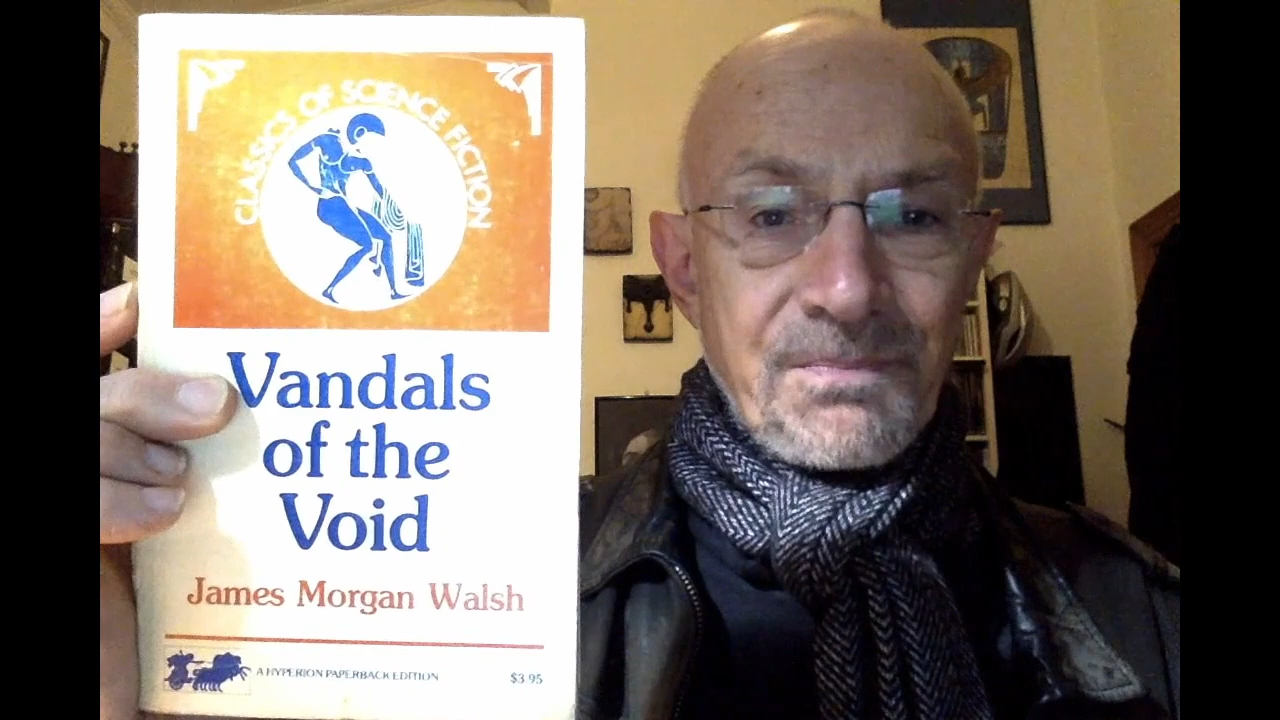 CLASSICS OF SCIENCE FICTION
Vandals
of the
Void
James Morgan Walsh
A HYPERION PAPERBACK EDITION
$3.95